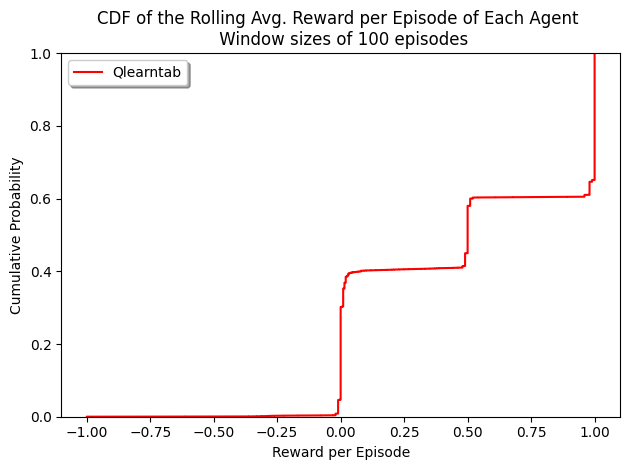 CDF of the Rolling Avg. Reward per Episode of Each Agent
Window sizes of 100 episodes
Qlearntab
1.0
0.8
0.6
0.4
0.2
0.0
Cumulative Probability
−1.00 −0.75 −0.50 −0.25 0.00 0.25 0.50 0.75 1.00
Reward per Episode